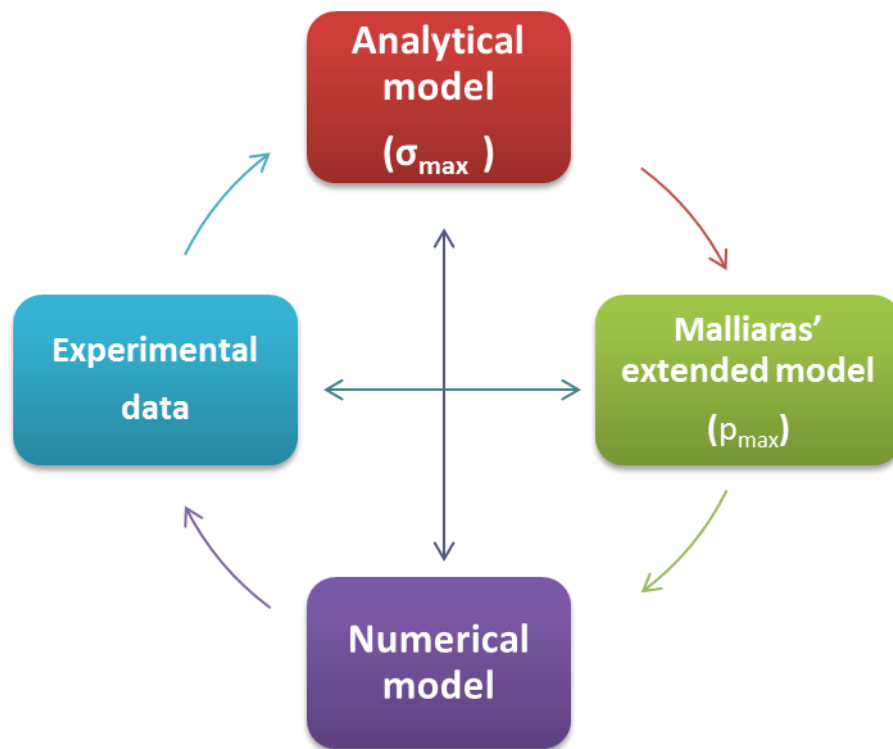 Analytical
model
(σmax )
Experimental
data
Malliaras’
extended model
(pmax)
Numerical
model